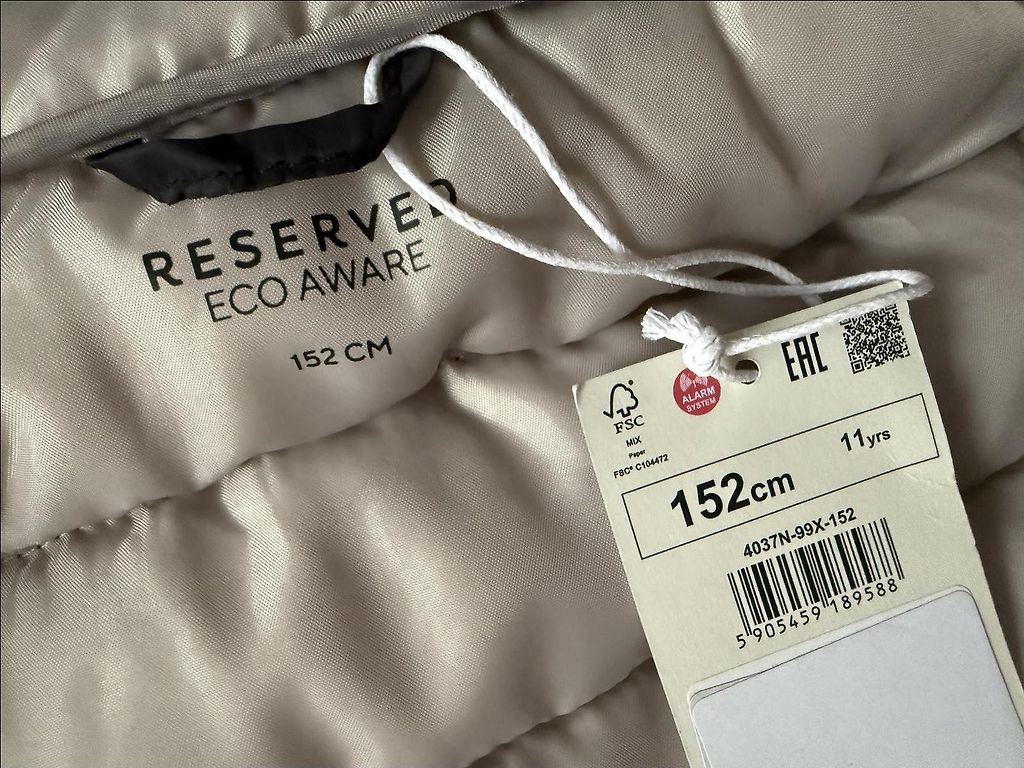 RESERVED
ECO AWARE
152 CM
FSC
MIX
Paper
FSC® C104472
ALARM
SYSTEM
EAC
152cm
11yrs
4037N-99X-152
5 905459 189588